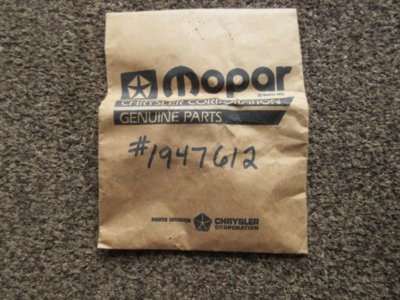 mopar
CHRYSLER CORPORATION
GENUINE PARTS
#1947612
PARTS DIVISION CHRYSLER
CORPORATION